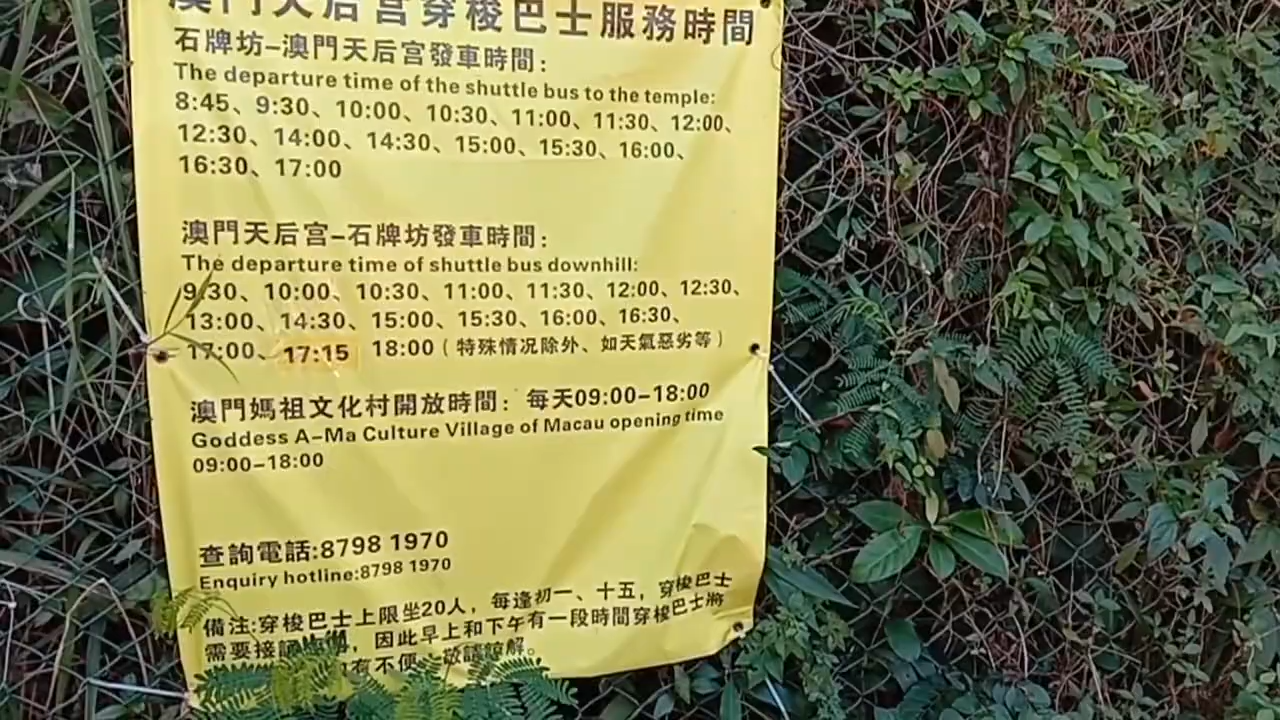 澳門天后宮穿梭巴士服務時間
石牌坊–澳門天后宮發車時間：
The departure time of the shuttle bus to the temple:
8:45、9:30、10:00、10:30、11:00、11:30、12:00、
12:30、14:00、14:30、15:00、15:30、16:00、
16:30、17:00
澳門天后宮–石牌坊發車時間：
The departure time of shuttle bus downhill:
9:30、10:00、10:30、11:00、11:30、12:00、12:30、
13:00、14:30、15:00、15:30、16:00、16:30、
17:00、17:15 18:00（特殊情况除外、如天氣惡劣等）
澳門媽祖文化村開放時間：每天09:00–18:00
Goddess A–Ma Culture Village of Macau opening time
09:00–18:00
查詢電話:8798 1970
Enquiry hotline:8798 1970
備注:穿梭巴士上限坐20人，每逢初一、十五，穿梭巴士
需要接，因此早上和下午有一段時間穿梭巴士將
有不便，敬請諒解。